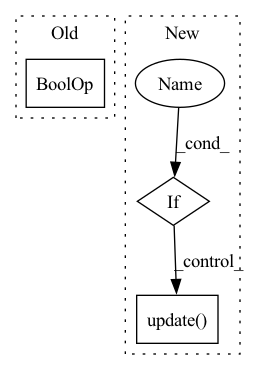 Old
New
BoolOp
Name
_cond_
If
_control_
update()